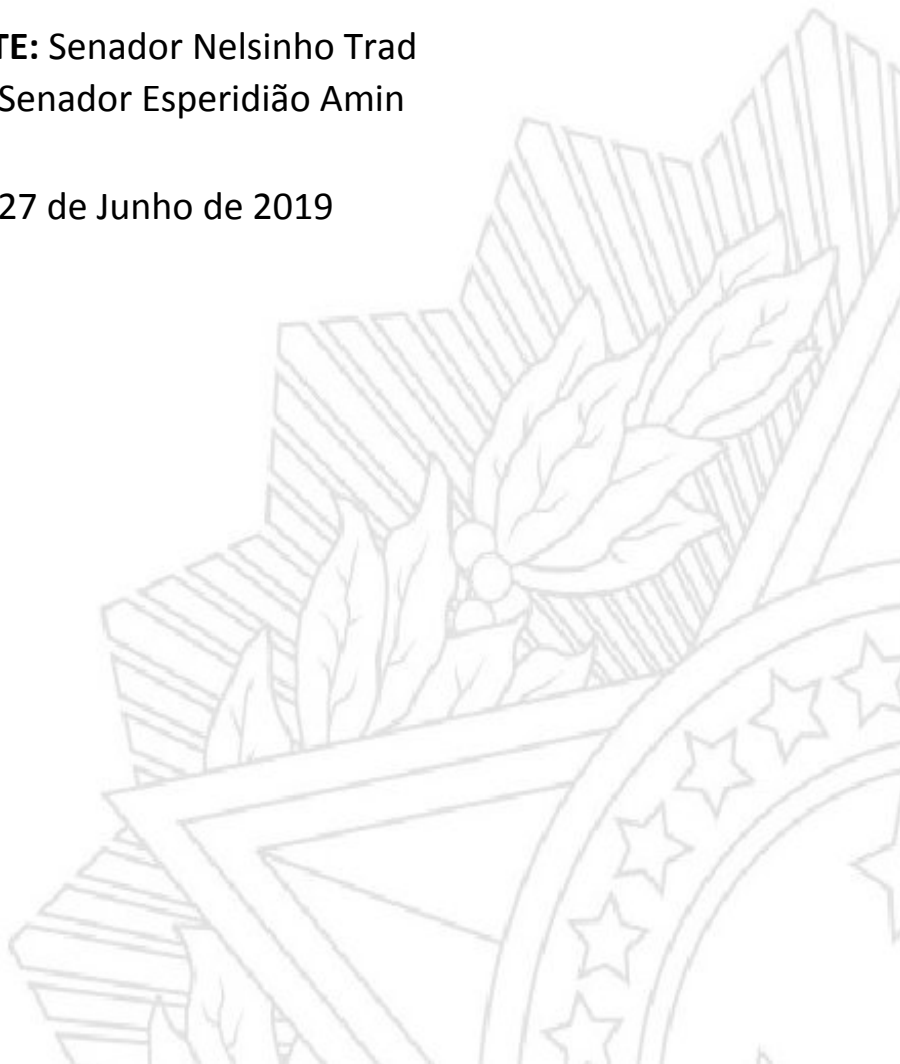 TE: Senador Nelsinho Trad
Senador Esperidião Amin
27 de Junho de 2019